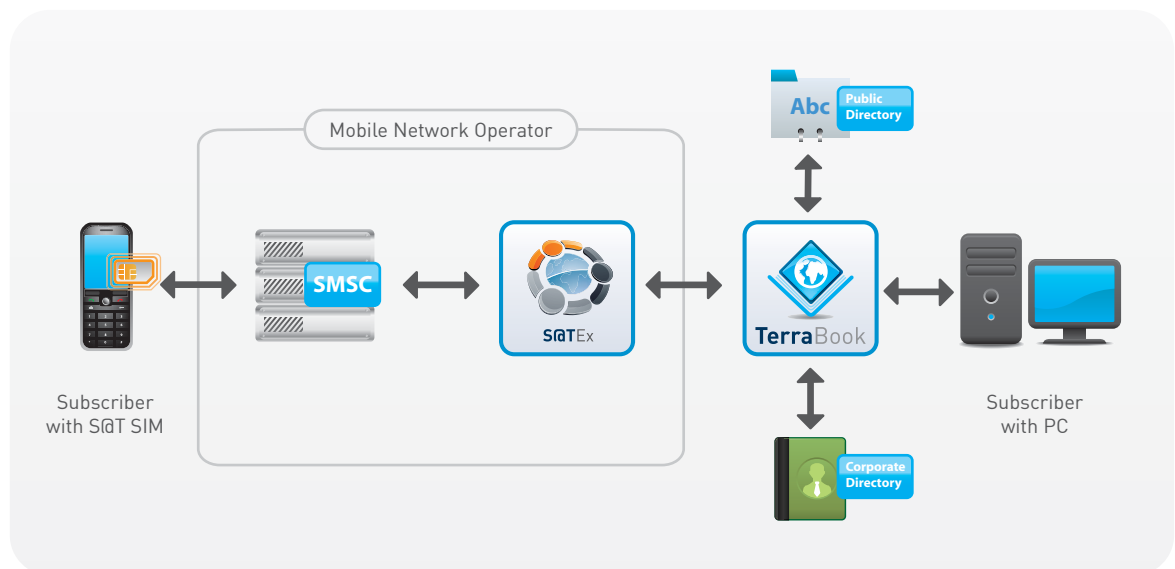 Mobile Network Operator
Abc
Public
Directory
SMSC
S@TEx
TerraBook
Subscriber
with S@T SIM
Subscriber
with PC
Corporate
Directory